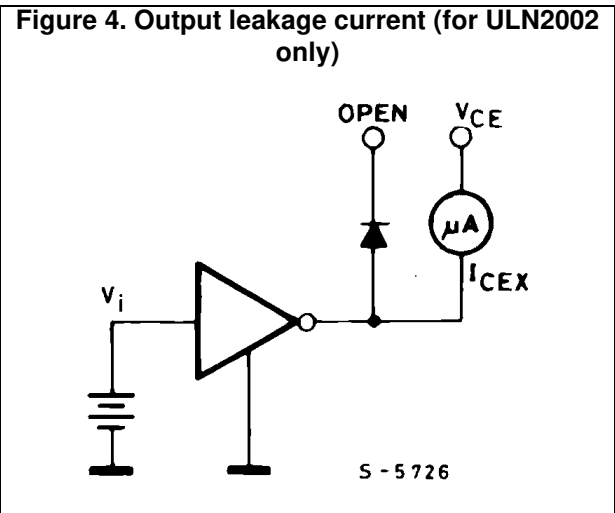 Figure 4. Output leakage current (for ULN2002
only)
OPEN
VCE
μA
ICEX
Vi
S-5726